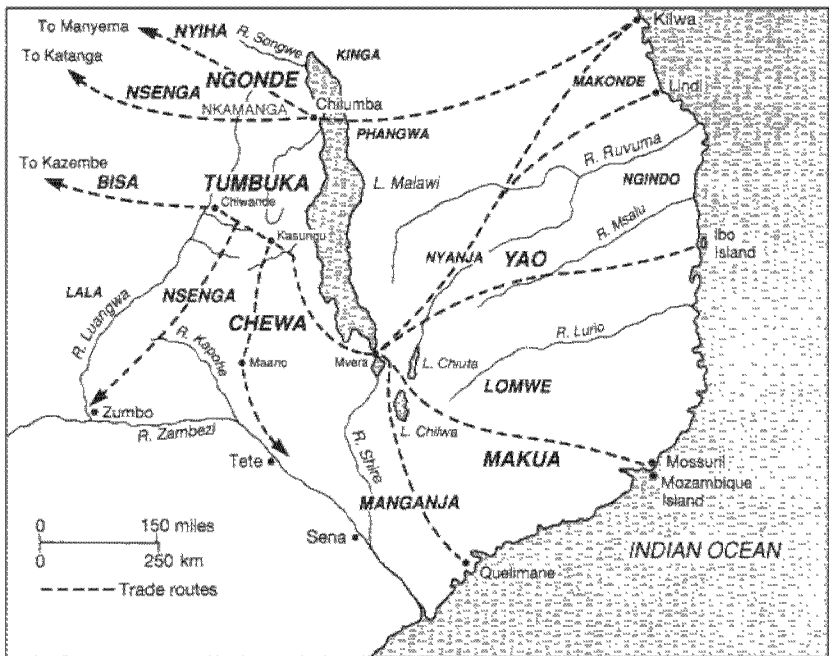 To Manyema
NYIHA
R. Songwe
KINGA
Kilwa
To Katanga
NGONDE
NSENGA
NKAMANGA
Chilumba
MAKONDE
Lindi
PHANGWA
To Kazembe
BISA
TUMBUKA
L. Malawi
R. Ruvuma
NGINDO
Chiwande
Kasungu
R. Msalu
Ibo
Island
NYANJA
YAO
LALA
NSENGA
R. Luangwa
CHEWA
R. Kapoche
R. Lurio
Maano
Mvera
L. Chiuta
LOMWE
Zumbo
R. Zambezi
L. Chilwa
R. Shire
Tete
MAKUA
Mossuril
Mozambique
Island
MANGANJA
0 150 miles
0 250 km
Sena
INDIAN OCEAN
Quelimane
Trade routes